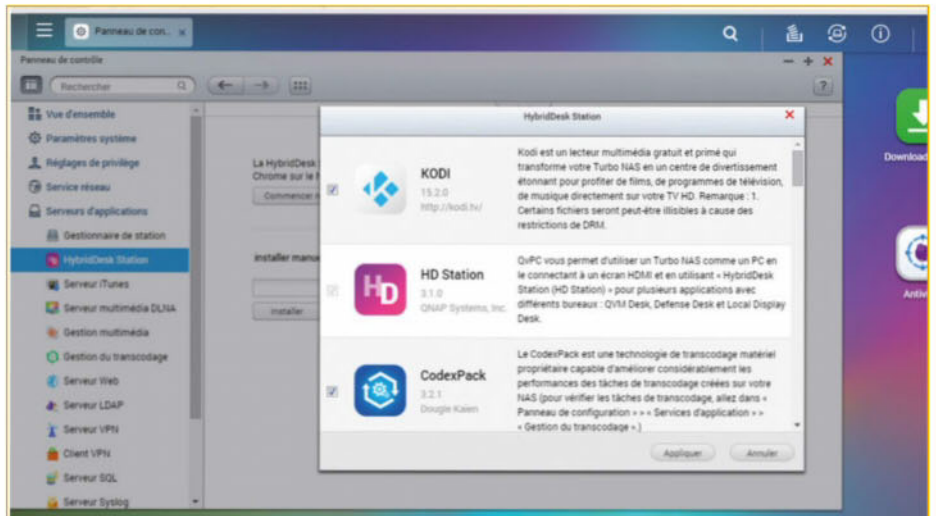 Panneau de con...
Panneau de contrôle
Rechercher
Vue d'ensemble
Paramètres système
Réglages de privilège
Service réseau
Serveurs d'applications
Gestionnaire de station
HybridDesk Station
Serveur iTunes
Serveur multimédia DLNA
Gestion multimédia
Gestion du transcodage
Serveur Web
Serveur LDAP
Serveur VPN
Client VPN
Serveur SQL
Serveur Syslog
La HybridDesk
Chrome sur le
Commencer
installer manue
Installer
HybridDesk Station
KODI
15.2.0
http://kodi.tv/
Kodi est un lecteur multimédia gratuit et primé qui
transforme votre Turbo NAS en un centre de divertissement
étonnant pour profiter de films, de programmes de télévision,
de musique directement sur votre TV HD. Remarque : 1.
Certains fichiers seront peut-être illisibles à cause des
restrictions de DRM.
HD
HD Station
3.1.0
QNAP Systems, Inc.
QvPC vous permet d'utiliser un Turbo NAS comme un PC en
le connectant à un écran HDMI et en utilisant « HybridDesk
Station (HD Station) » pour plusieurs applications avec
différents bureaux : QVM Desk, Defense Desk et Local Display
Desk.
CodexPack
3.2.1
Dougie Kaien
Le CodexPack est une technologie de transcodage matériel
propriétaire capable d'améliorer considérablement les
performances des tâches de transcodage créées sur votre
NAS (pour vérifier les tâches de transcodage, allez dans «
Panneau de configuration » > « Services d'application » >
« Gestion du transcodage ».)
Appliquer
Annuler
Download
Antiv